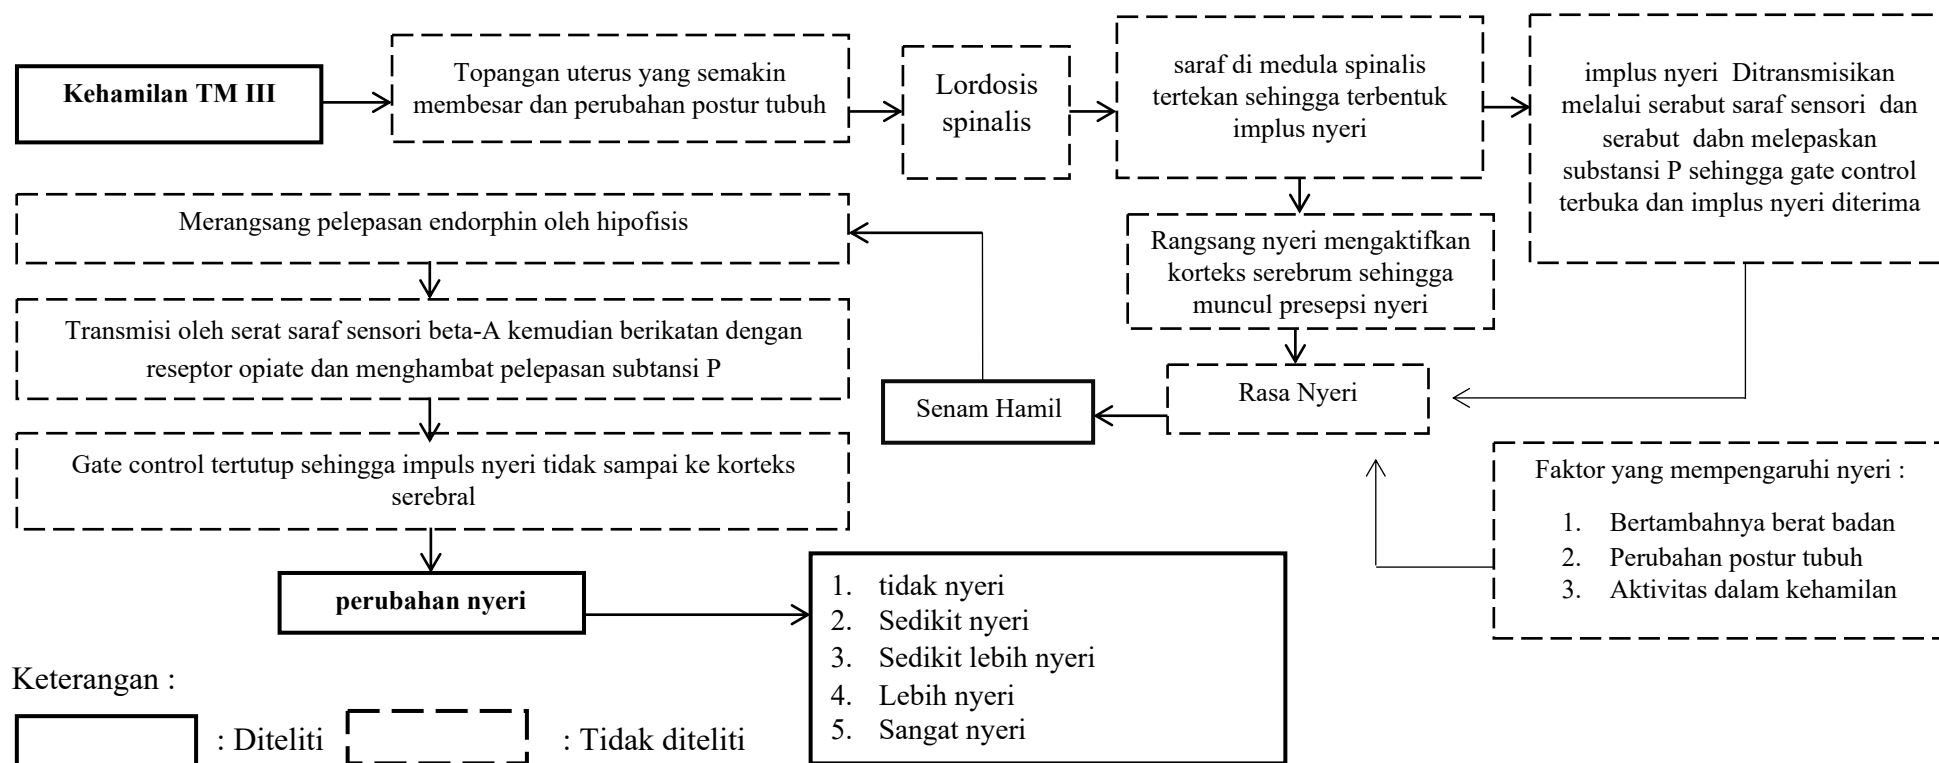 Kehamilan TM III
Topangan uterus yang semakin
membesar dan perubahan postur tubuh
Lordosis
spinalis
saraf di medula spinalis
tertekan sehingga terbentuk
implus nyeri
implus nyeri Ditransmisikan
melalui serabut saraf sensori dan
serabut dabn melepaskan
substansi P sehingga gate control
terbuka dan implus nyeri diterima
Merangsang pelepasan endorphin oleh hipofisis
Rangsang nyeri mengaktifkan
korteks serebrum sehingga
muncul presepsi nyeri
Transmisi oleh serat saraf sensori beta-A kemudian berikatan dengan
reseptor opiate dan menghambat pelepasan subtansi P
Senam Hamil
Rasa Nyeri
Gate control tertutup sehingga impuls nyeri tidak sampai ke korteks
serebral
Faktor yang mempengaruhi nyeri :
1. Bertambahnya berat badan
2. Perubahan postur tubuh
3. Aktivitas dalam kehamilan
perubahan nyeri
1. tidak nyeri
2. Sedikit nyeri
3. Sedikit lebih nyeri
4. Lebih nyeri
5. Sangat nyeri
Keterangan :
: Diteliti
: Tidak diteliti